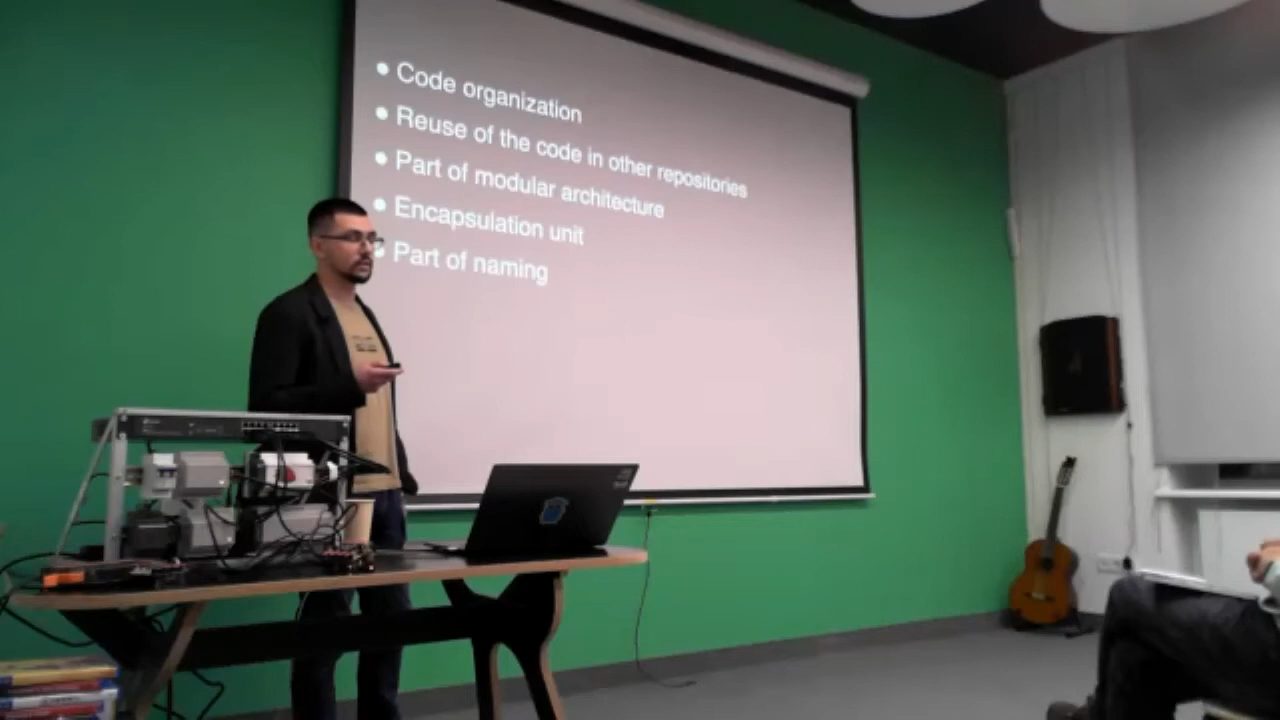 • Code organization
• Reuse of the code in other repositories
• Part of modular architecture
• Encapsulation unit
• Part of naming